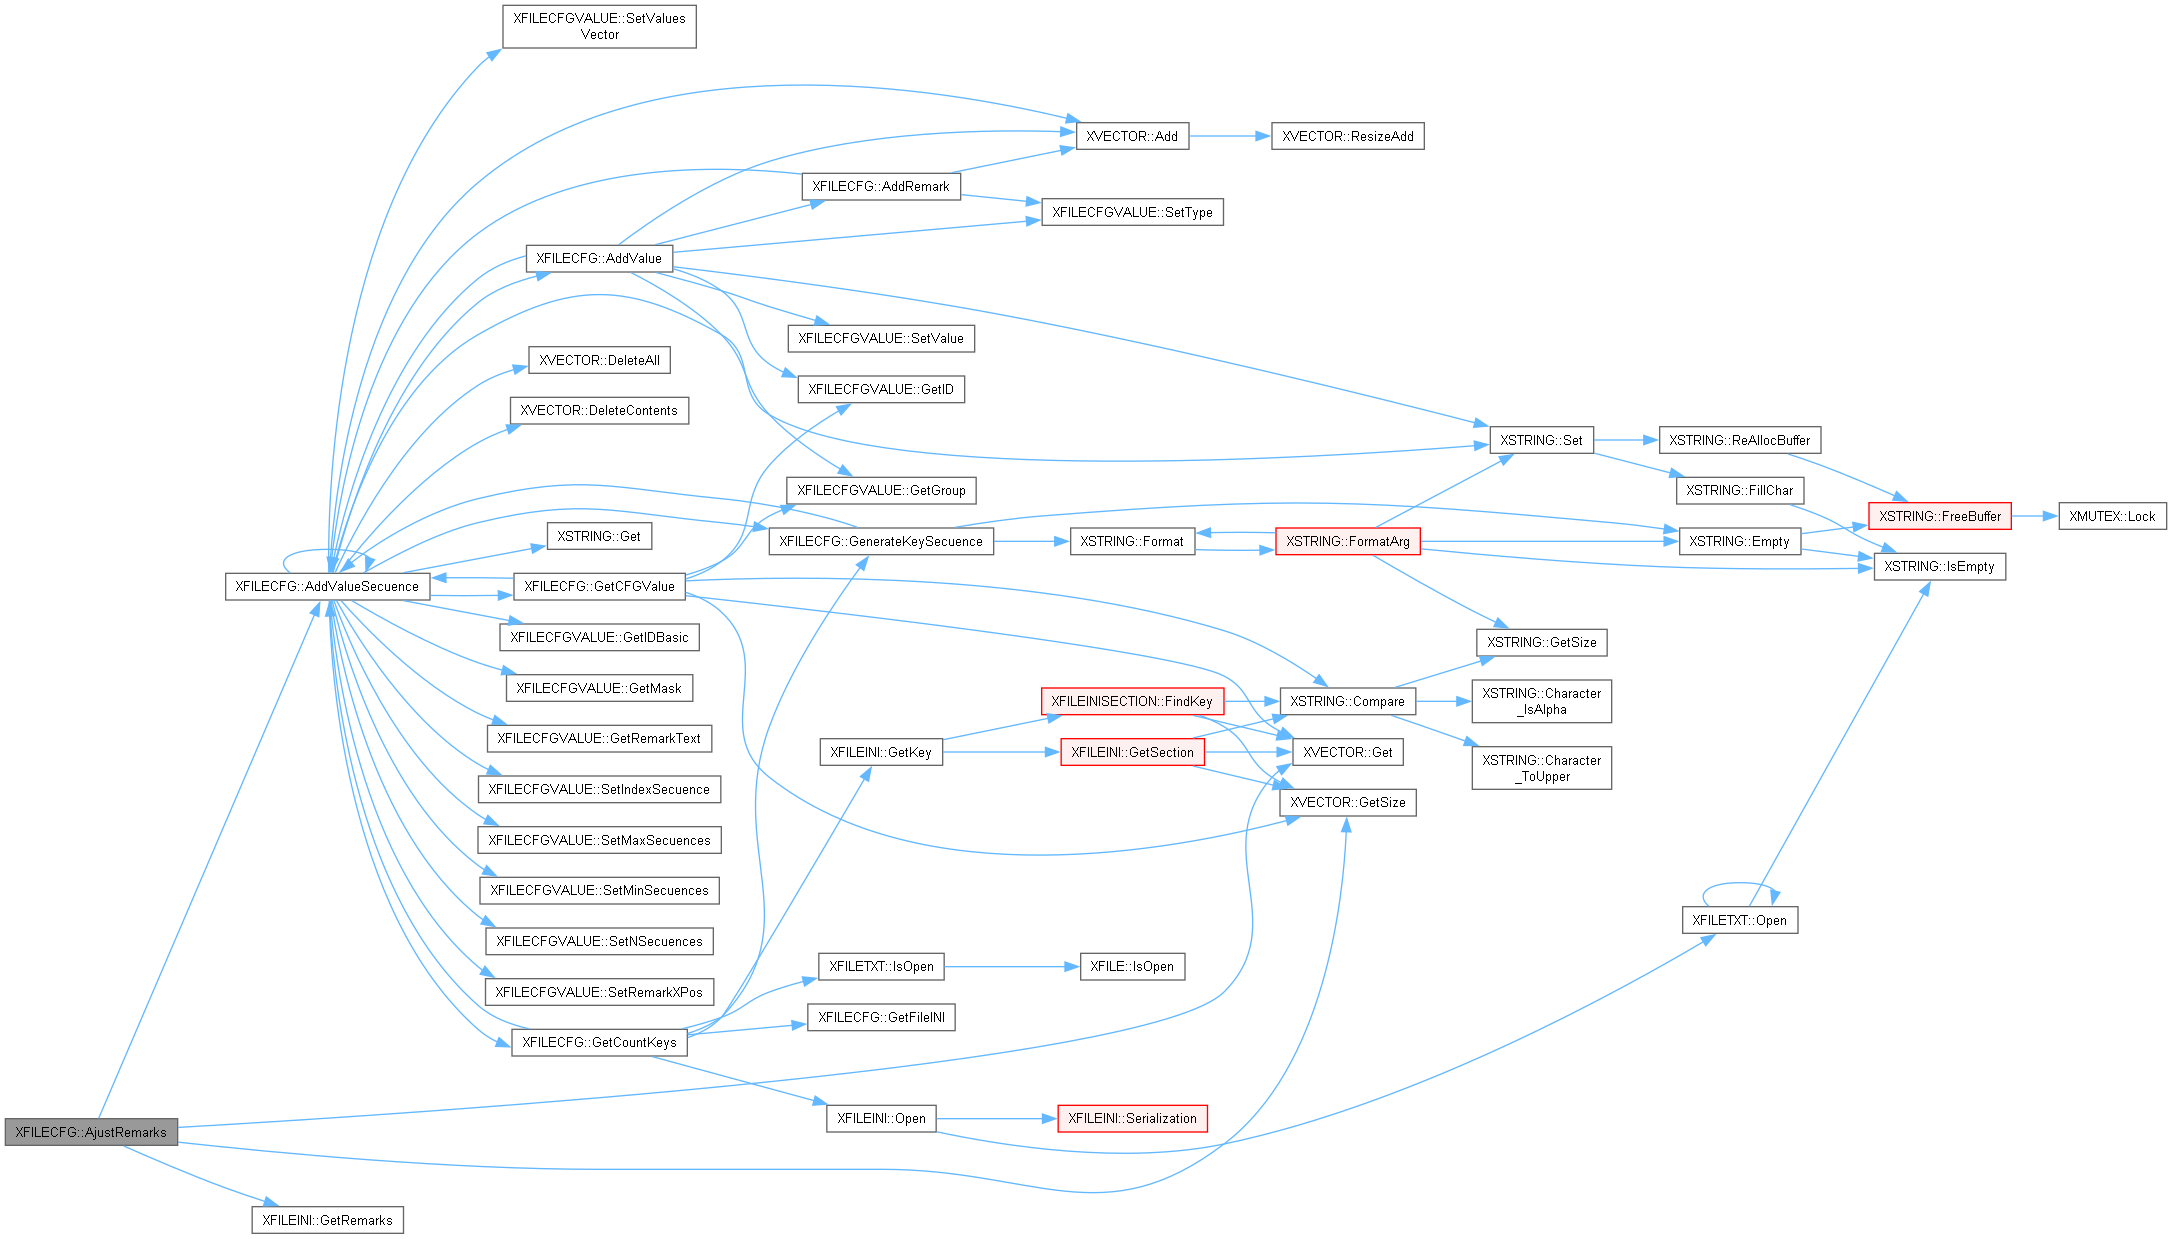 XFILECFGVALUE::SetValues
Vector
XVECTOR::Add
XVECTOR::ResizeAdd
XFILECFG::AddRemark
XFILECFGVALUE::SetType
XFILECFG::AddValue
XFILECFGVALUE::SetValue
XVECTOR::DeleteAll
XFILECFGVALUE::GetID
XVECTOR::DeleteContents
XSTRING::Set
XSTRING::ReAllocBuffer
XFILECFGVALUE::GetGroup
XSTRING::FillChar
XSTRING::FreeBuffer
XMUTEX::Lock
XSTRING::Get
XFILECFG::GenerateKeySecuence
XSTRING::Format
XSTRING::FormatArg
XSTRING::Empty
XSTRING::IsEmpty
XFILECFG::AddValueSecuence
XFILECFG::GetCFGValue
XFILECFGVALUE::GetIDBasic
XSTRING::GetSize
XFILECFGVALUE::GetMask
XFILEINISECTION::FindKey
XSTRING::Compare
XSTRING::Character
_IsAlpha
XFILECFGVALUE::GetRemarkText
XFILEINI::GetKey
XFILEINI::GetSection
XVECTOR::Get
XSTRING::Character
_ToUpper
XFILECFGVALUE::SetIndexSecuence
XVECTOR::GetSize
XFILECFGVALUE::SetMaxSecuences
XFILECFGVALUE::SetMinSecuences
XFILETXT::Open
XFILECFGVALUE::SetNSecuences
XFILETXT::IsOpen
XFILE::IsOpen
XFILECFGVALUE::SetRemarkXPos
XFILECFG::GetFileINI
XFILECFG::GetCountKeys
XFILEINI::Open
XFILEINI::Serialization
XFILECFG::AjustRemarks
XFILEINI::GetRemarks